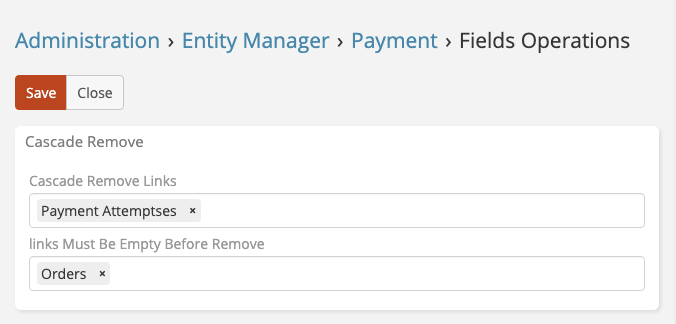 Administration › Entity Manager › Payment › Fields Operations
Save Close
Cascade Remove
Cascade Remove Links
Payment Attemptses ×
links Must Be Empty Before Remove
Orders ×